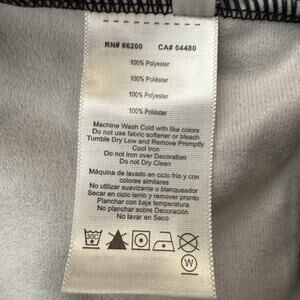 RN# 66200 CA# 04480
100% Polyester
100% Poliéster
100% Polyester
100% Poliéster
Machine Wash Cold with like colors
Do not use fabric softener or bleach
Tumble Dry Low and Remove Promptly
Cool Iron
Do not Iron over Decoration
Do not Dry Clean
Máquina de lavado en ciclo frío y con
colores similares
No utilizar suavizante o blanqueador
Secar en ciclo lento y remover pronto
Planchar con baja temperatura
No planchar sobre Decoración
No lavar en Saco
30C
W